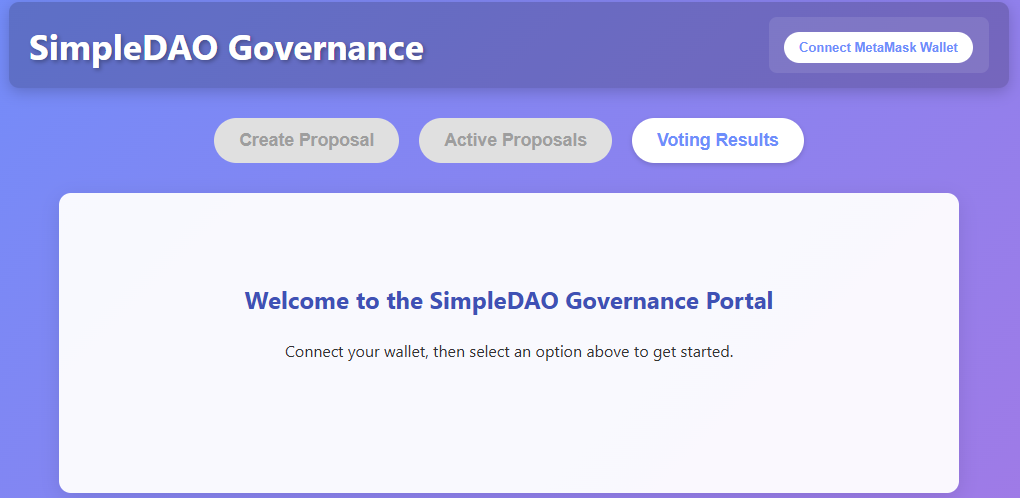 SimpleDAO Governance
Connect MetaMask Wallet
Create Proposal
Active Proposals
Voting Results
Welcome to the SimpleDAO Governance Portal
Connect your wallet, then select an option above to get started.